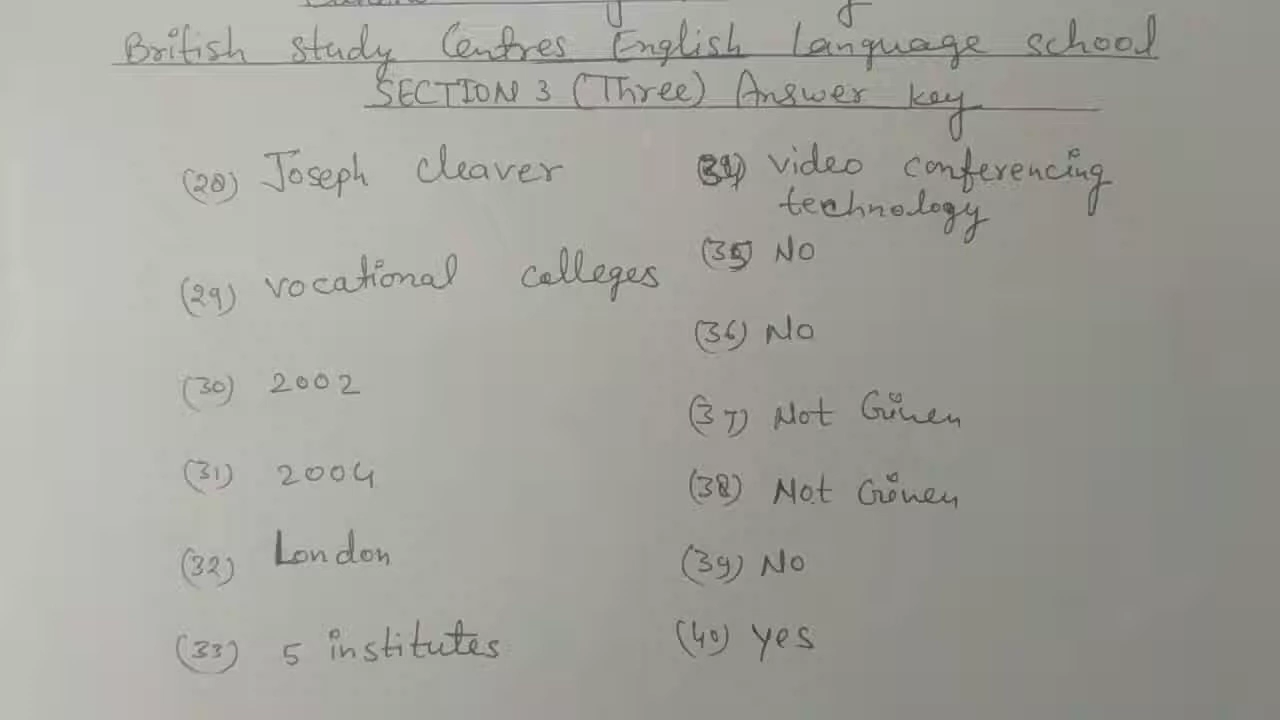 British Study Centres English Language school
SECTION 3 (Three) Answer key
(28) Joseph cleaver
(29) vocational colleges
(30) 2002
(31) 2004
(32) London
(33) 5 institutes
(34) video conferencing
technology
(35) No
(36) No
(37) Not Given
(38) Not Given
(39) No
(40) yes